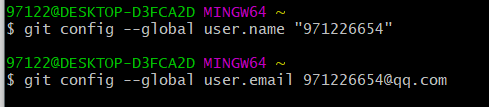 97122@DESKTOP-D3FCA2D MINGW64 ~
$ git config --global user.name "971226654"
97122@DESKTOP-D3FCA2D MINGW64 ~
$ git config --global user.email 971226654@qq.com